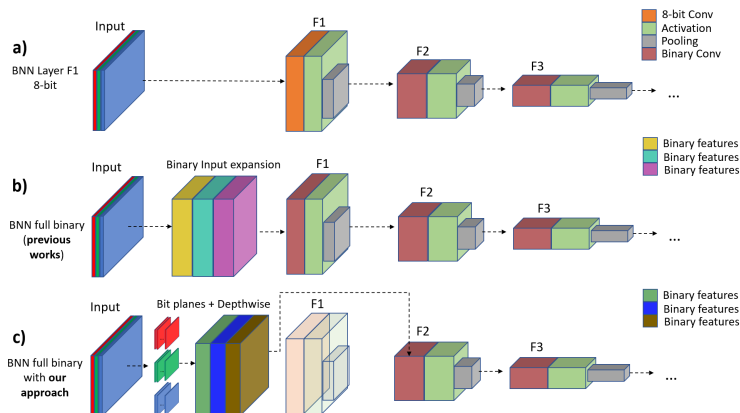 Input
F1
8-bit Conv
Activation
Pooling
Binary Conv
a)
F2
F3
BNN Layer F1
8-bit
...
Binary features
Binary features
Binary features
Input
Binary Input expansion
F1
b)
F2
F3
BNN full binary
(previous
works)
...
Binary features
Binary features
Binary features
Input
Bit planes + Depthwise
F1
c)
F2
F3
BNN full binary
with our
approach
...